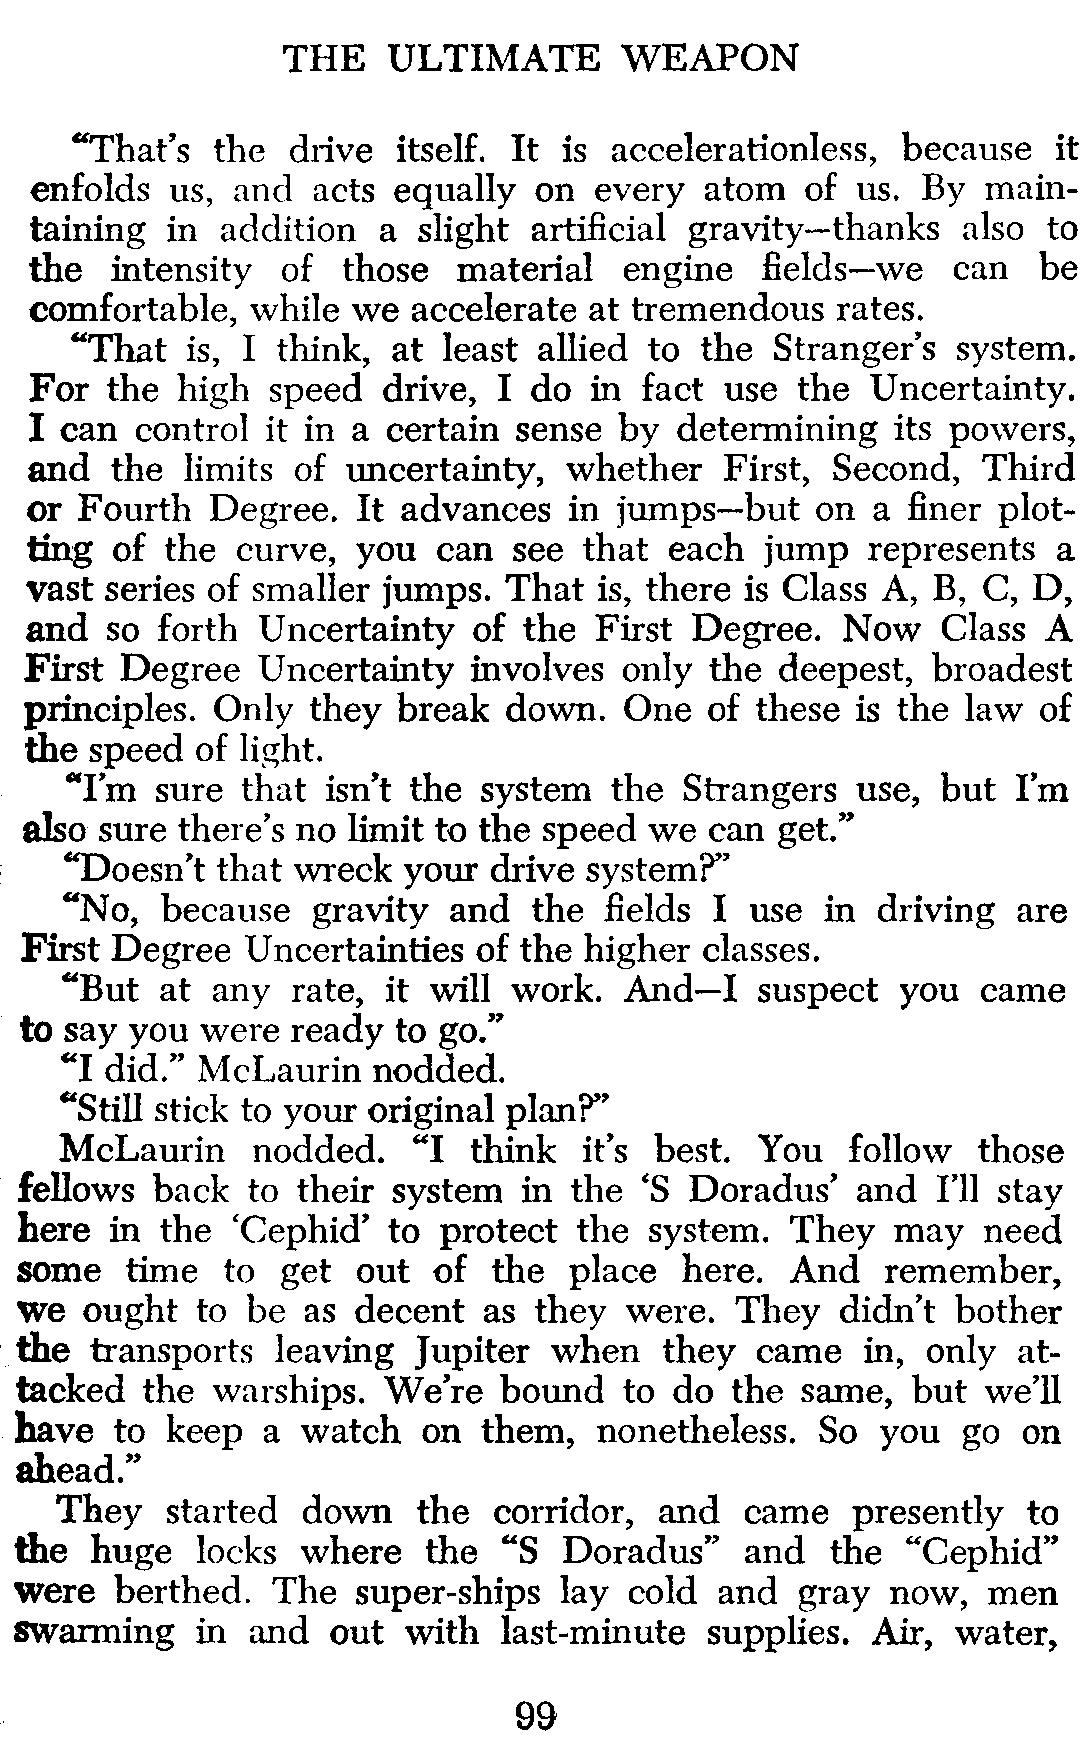 THE ULTIMATE WEAPON
“That’s the drive itself. It is accelerationless, because it
enfolds us, and acts equally on every atom of us. By main-
taining in addition a slight artificial gravity—thanks also to
the intensity of those material engine fields—we can be
comfortable, while we accelerate at tremendous rates.
“That is, I think, at least allied to the Stranger’s system.
For the high speed drive, I do in fact use the Uncertainty.
I can control it in a certain sense by determining its powers,
and the limits of uncertainty, whether First, Second, Third
or Fourth Degree. It advances in jumps—but on a finer plot-
ting of the curve, you can see that each jump represents a
vast series of smaller jumps. That is, there is Class A, B, C, D,
and so forth Uncertainty of the First Degree. Now Class A
First Degree Uncertainty involves only the deepest, broadest
principles. Only they break down. One of these is the law of
the speed of light.
“I’m sure that isn’t the system the Strangers use, but I’m
also sure there’s no limit to the speed we can get.”
“Doesn’t that wreck your drive system?”
“No, because gravity and the fields I use in driving are
First Degree Uncertainties of the higher classes.
“But at any rate, it will work. And—I suspect you came
to say you were ready to go.”
“I did.” McLaurin nodded.
“Still stick to your original plan?”
McLaurin nodded. “I think it’s best. You follow those
fellows back to their system in the ‘S Doradus’ and I’ll stay
here in the ‘Cephid’ to protect the system. They may need
some time to get out of the place here. And remember,
we ought to be as decent as they were. They didn’t bother
the transports leaving Jupiter when they came in, only at-
tacked the warships. We’re bound to do the same, but we’ll
have to keep a watch on them, nonetheless. So you go on
ahead.”
They started down the corridor, and came presently to
the huge locks where the “S Doradus” and the “Cephid”
were berthed. The super-ships lay cold and gray now, men
swarming in and out with last-minute supplies. Air, water,
99